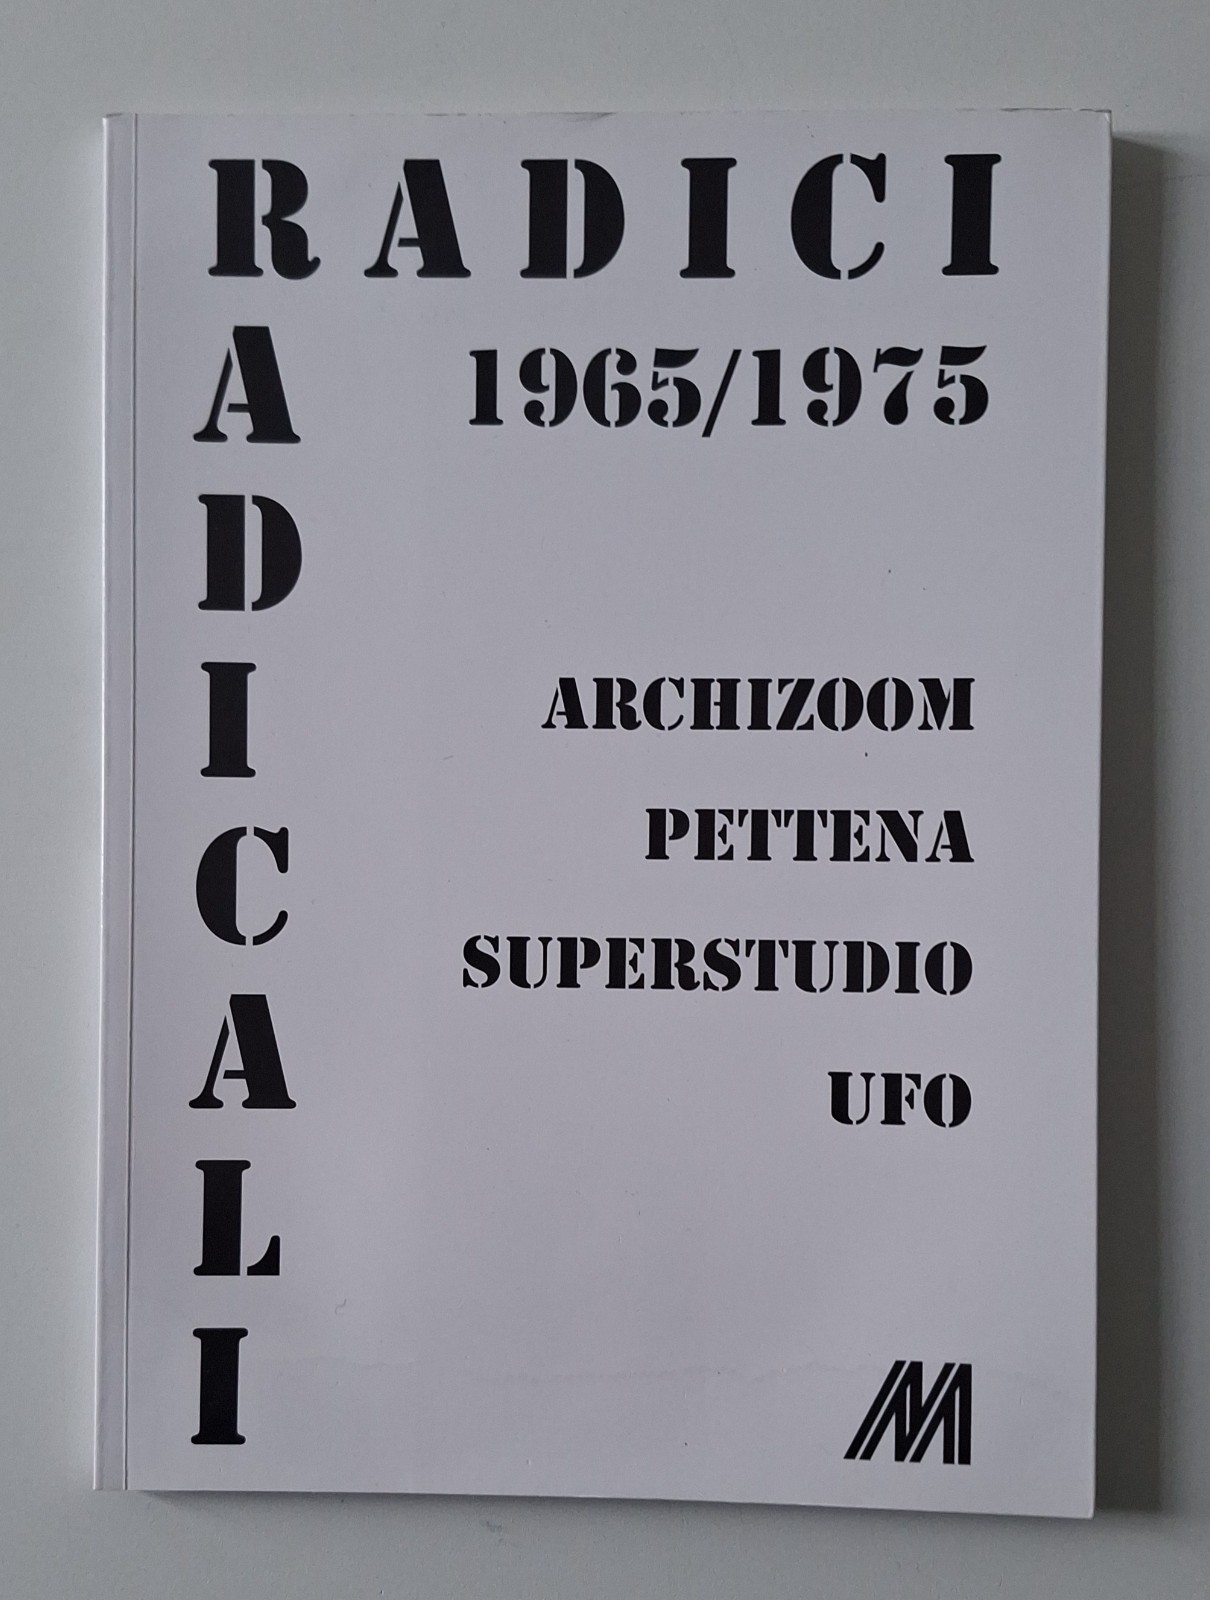 RADICI
RADICALI
1965/1975
ARCHIZOOM
PETTENA
SUPERSTUDIO
UFO
M